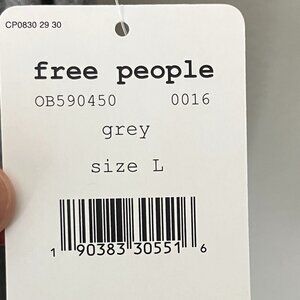 CP0830 29 30
free people
OB590450 0016
grey
size L
1 90383 30551 6